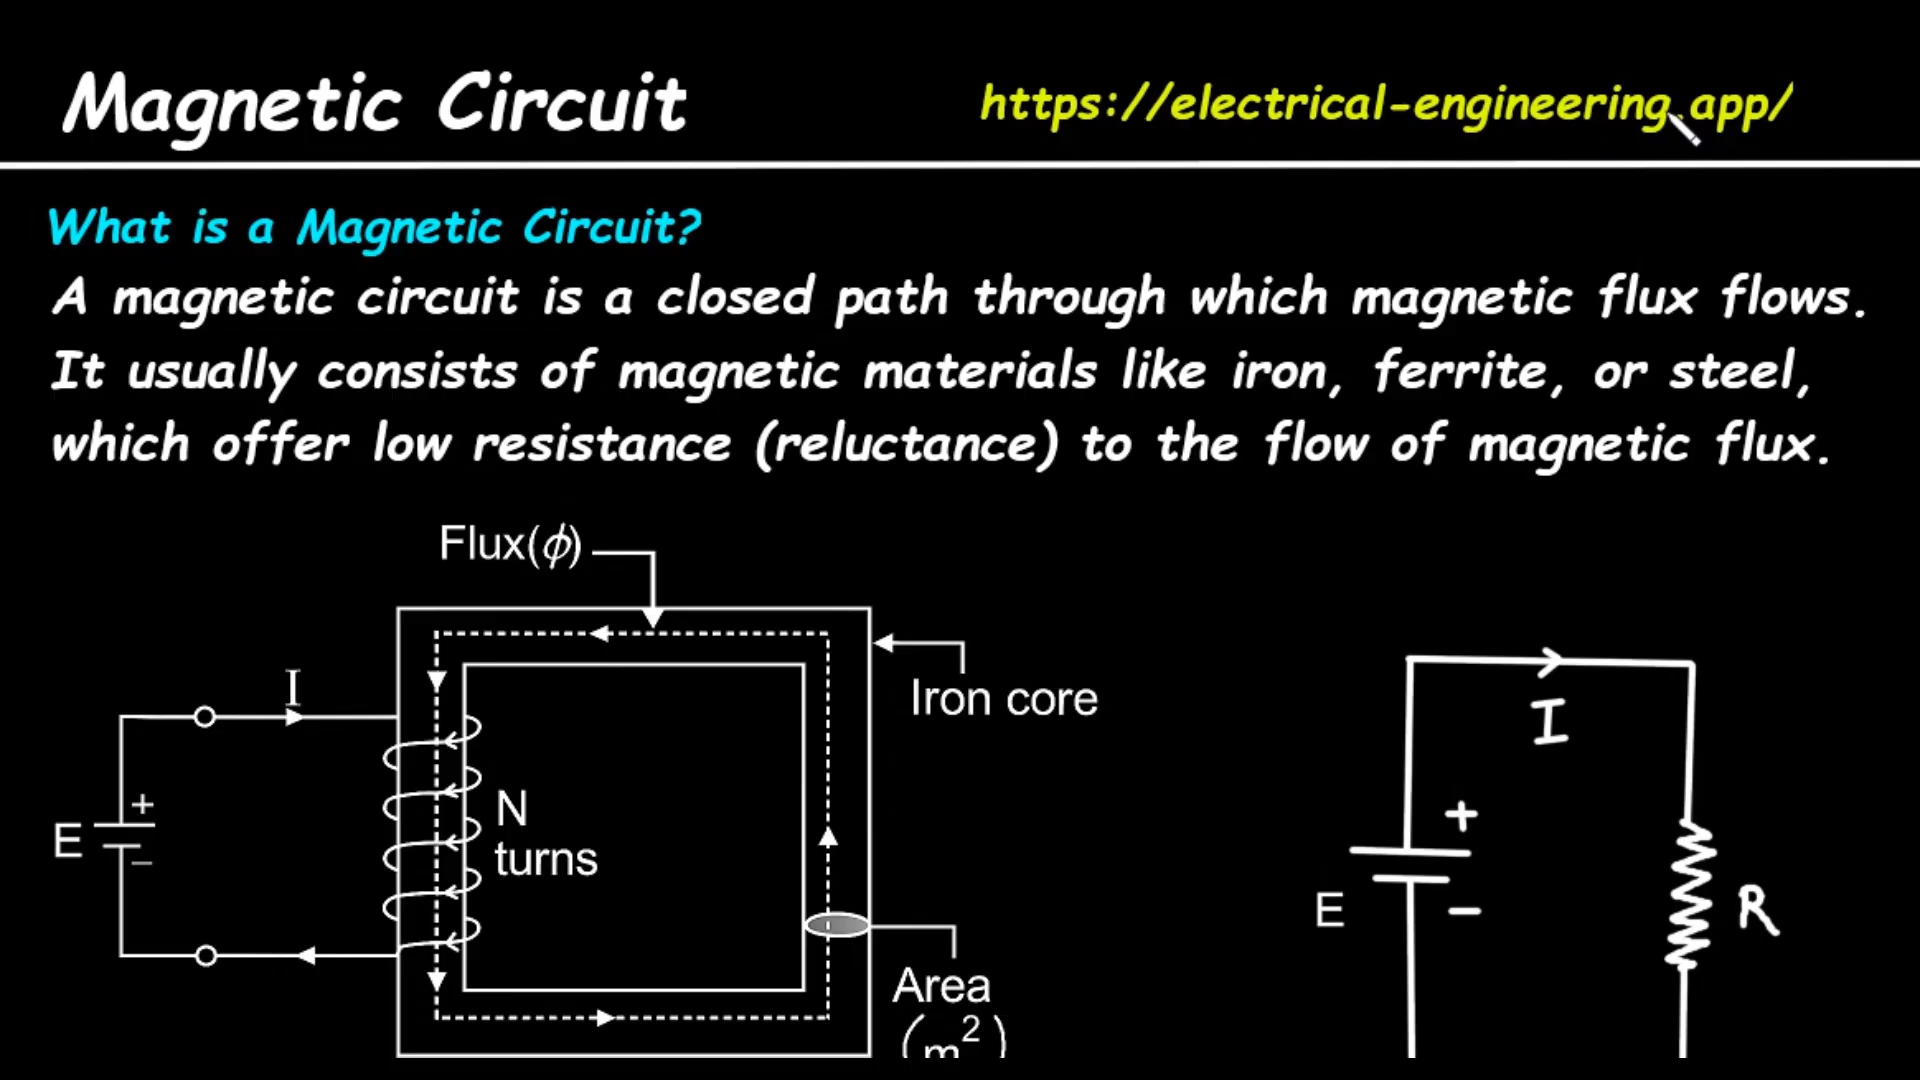 Magnetic Circuit
https://electrical-engineering.app/
What is a Magnetic Circuit?
A magnetic circuit is a closed path through which magnetic flux flows.
It usually consists of magnetic materials like iron, ferrite, or steel,
which offer low resistance (reluctance) to the flow of magnetic flux.
Flux(ϕ)
I
Iron core
I
+
E
−
N
turns
+
E
−
R
Area
(m²)